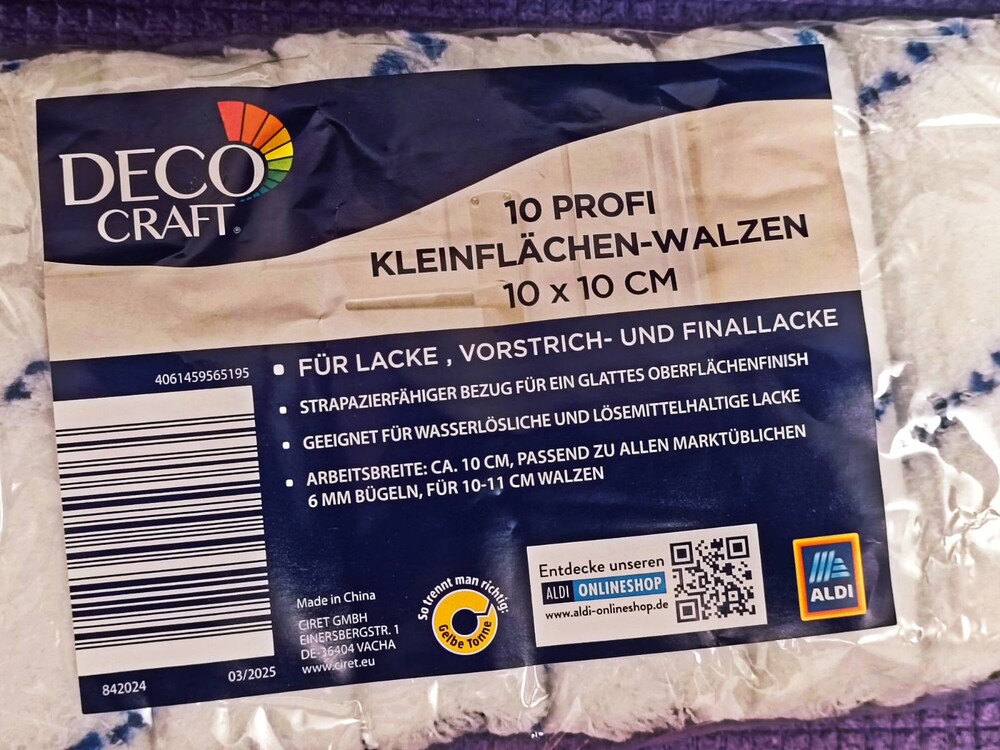 DECO
CRAFT®
10 PROFI
KLEINFLÄCHEN-WALZEN
10 x 10 CM
• FÜR LACKE , VORSTRICH- UND FINALLACKE
• STRAPAZIERFÄHIGER BEZUG FÜR EIN GLATTES OBERFLÄCHENFINISH
• GEEIGNET FÜR WASSERLÖSLICHE UND LÖSEMITTELHALTIGE LACKE
• ARBEITSBREITE: CA. 10 CM, PASSEND ZU ALLEN MARKTÜBLICHEN
6 MM BÜGELN, FÜR 10-11 CM WALZEN
4061459565195
842024
03/2025
Made in China
CIRET GMBH
EINERSBERGSTR. 1
DE-36404 VACHA
www.ciret.eu
So trennt man richtig:
Gelbe Tonne
Entdecke unseren
ALDI ONLINESHOP
www.aldi-onlineshop.de
ALDI